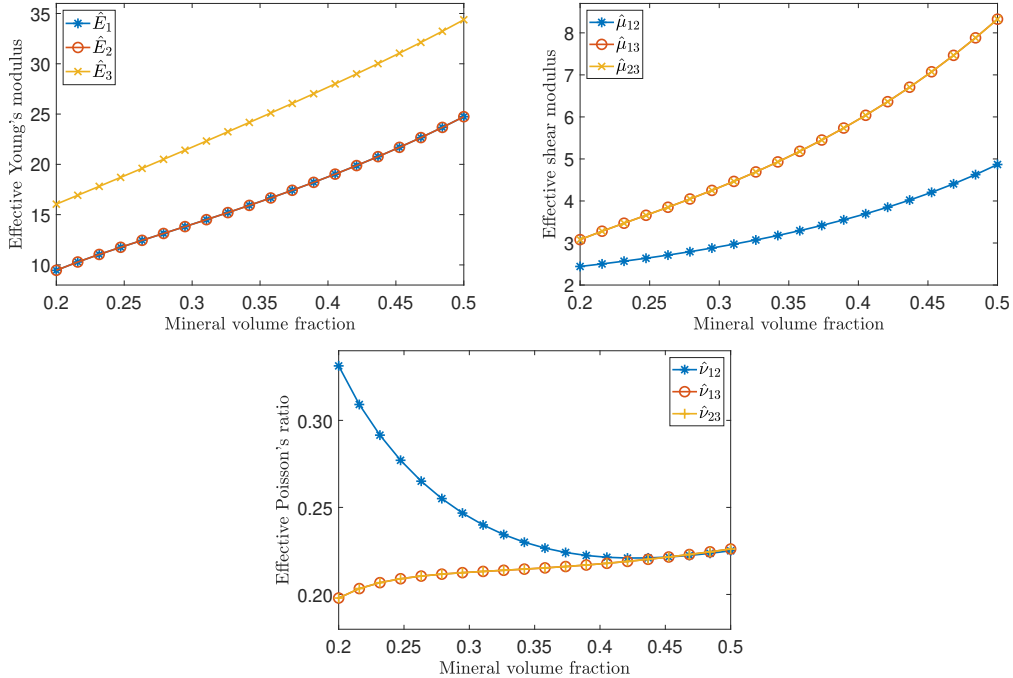 35
30
25
20
15
10
0.2
0.25
0.3
0.35
0.4
0.45
0.5
Effective Young's modulus
Mineral volume fraction
Ê₁
Ê₂
Ê₃
8
7
6
5
4
3
2
0.2
0.25
0.3
0.35
0.4
0.45
0.5
Effective shear modulus
Mineral volume fraction
μ̂₁₂
μ̂₁₃
μ̂₂₃
0.30
0.25
0.20
0.2
0.25
0.3
0.35
0.4
0.45
0.5
Effective Poisson's ratio
Mineral volume fraction
ν̂₁₂
ν̂₁₃
ν̂₂₃